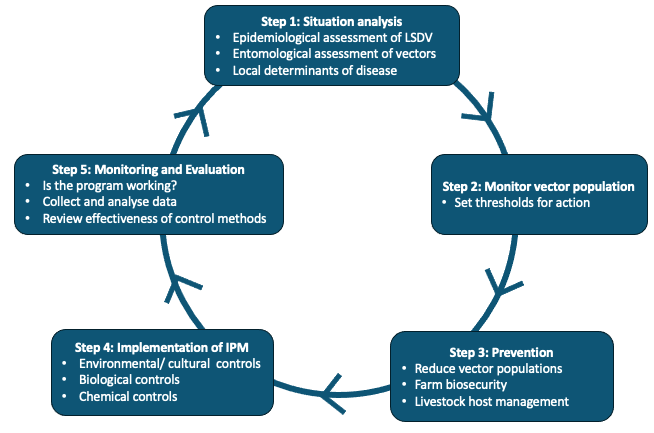 Step 1: Situation analysis
• Epidemiological assessment of LSDV
• Entomological assessment of vectors
• Local determinants of disease
Step 2: Monitor vector population
• Set thresholds for action
Step 3: Prevention
• Reduce vector populations
• Farm biosecurity
• Livestock host management
Step 4: Implementation of IPM
• Environmental/ cultural controls
• Biological controls
• Chemical controls
Step 5: Monitoring and Evaluation
• Is the program working?
• Collect and analyse data
• Review effectiveness of control methods